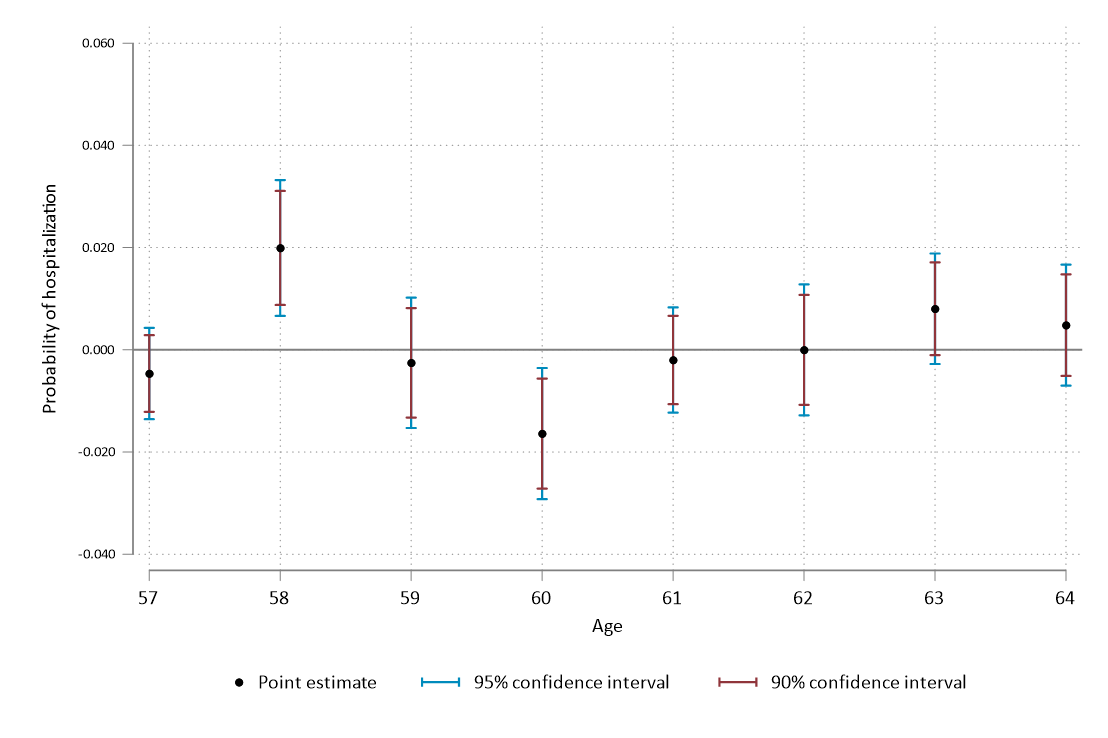 Probability of hospitalization
0.060
0.040
0.020
0.000
-0.020
-0.040
57 58 59 60 61 62 63 64
Age
Point estimate 95% confidence interval 90% confidence interval